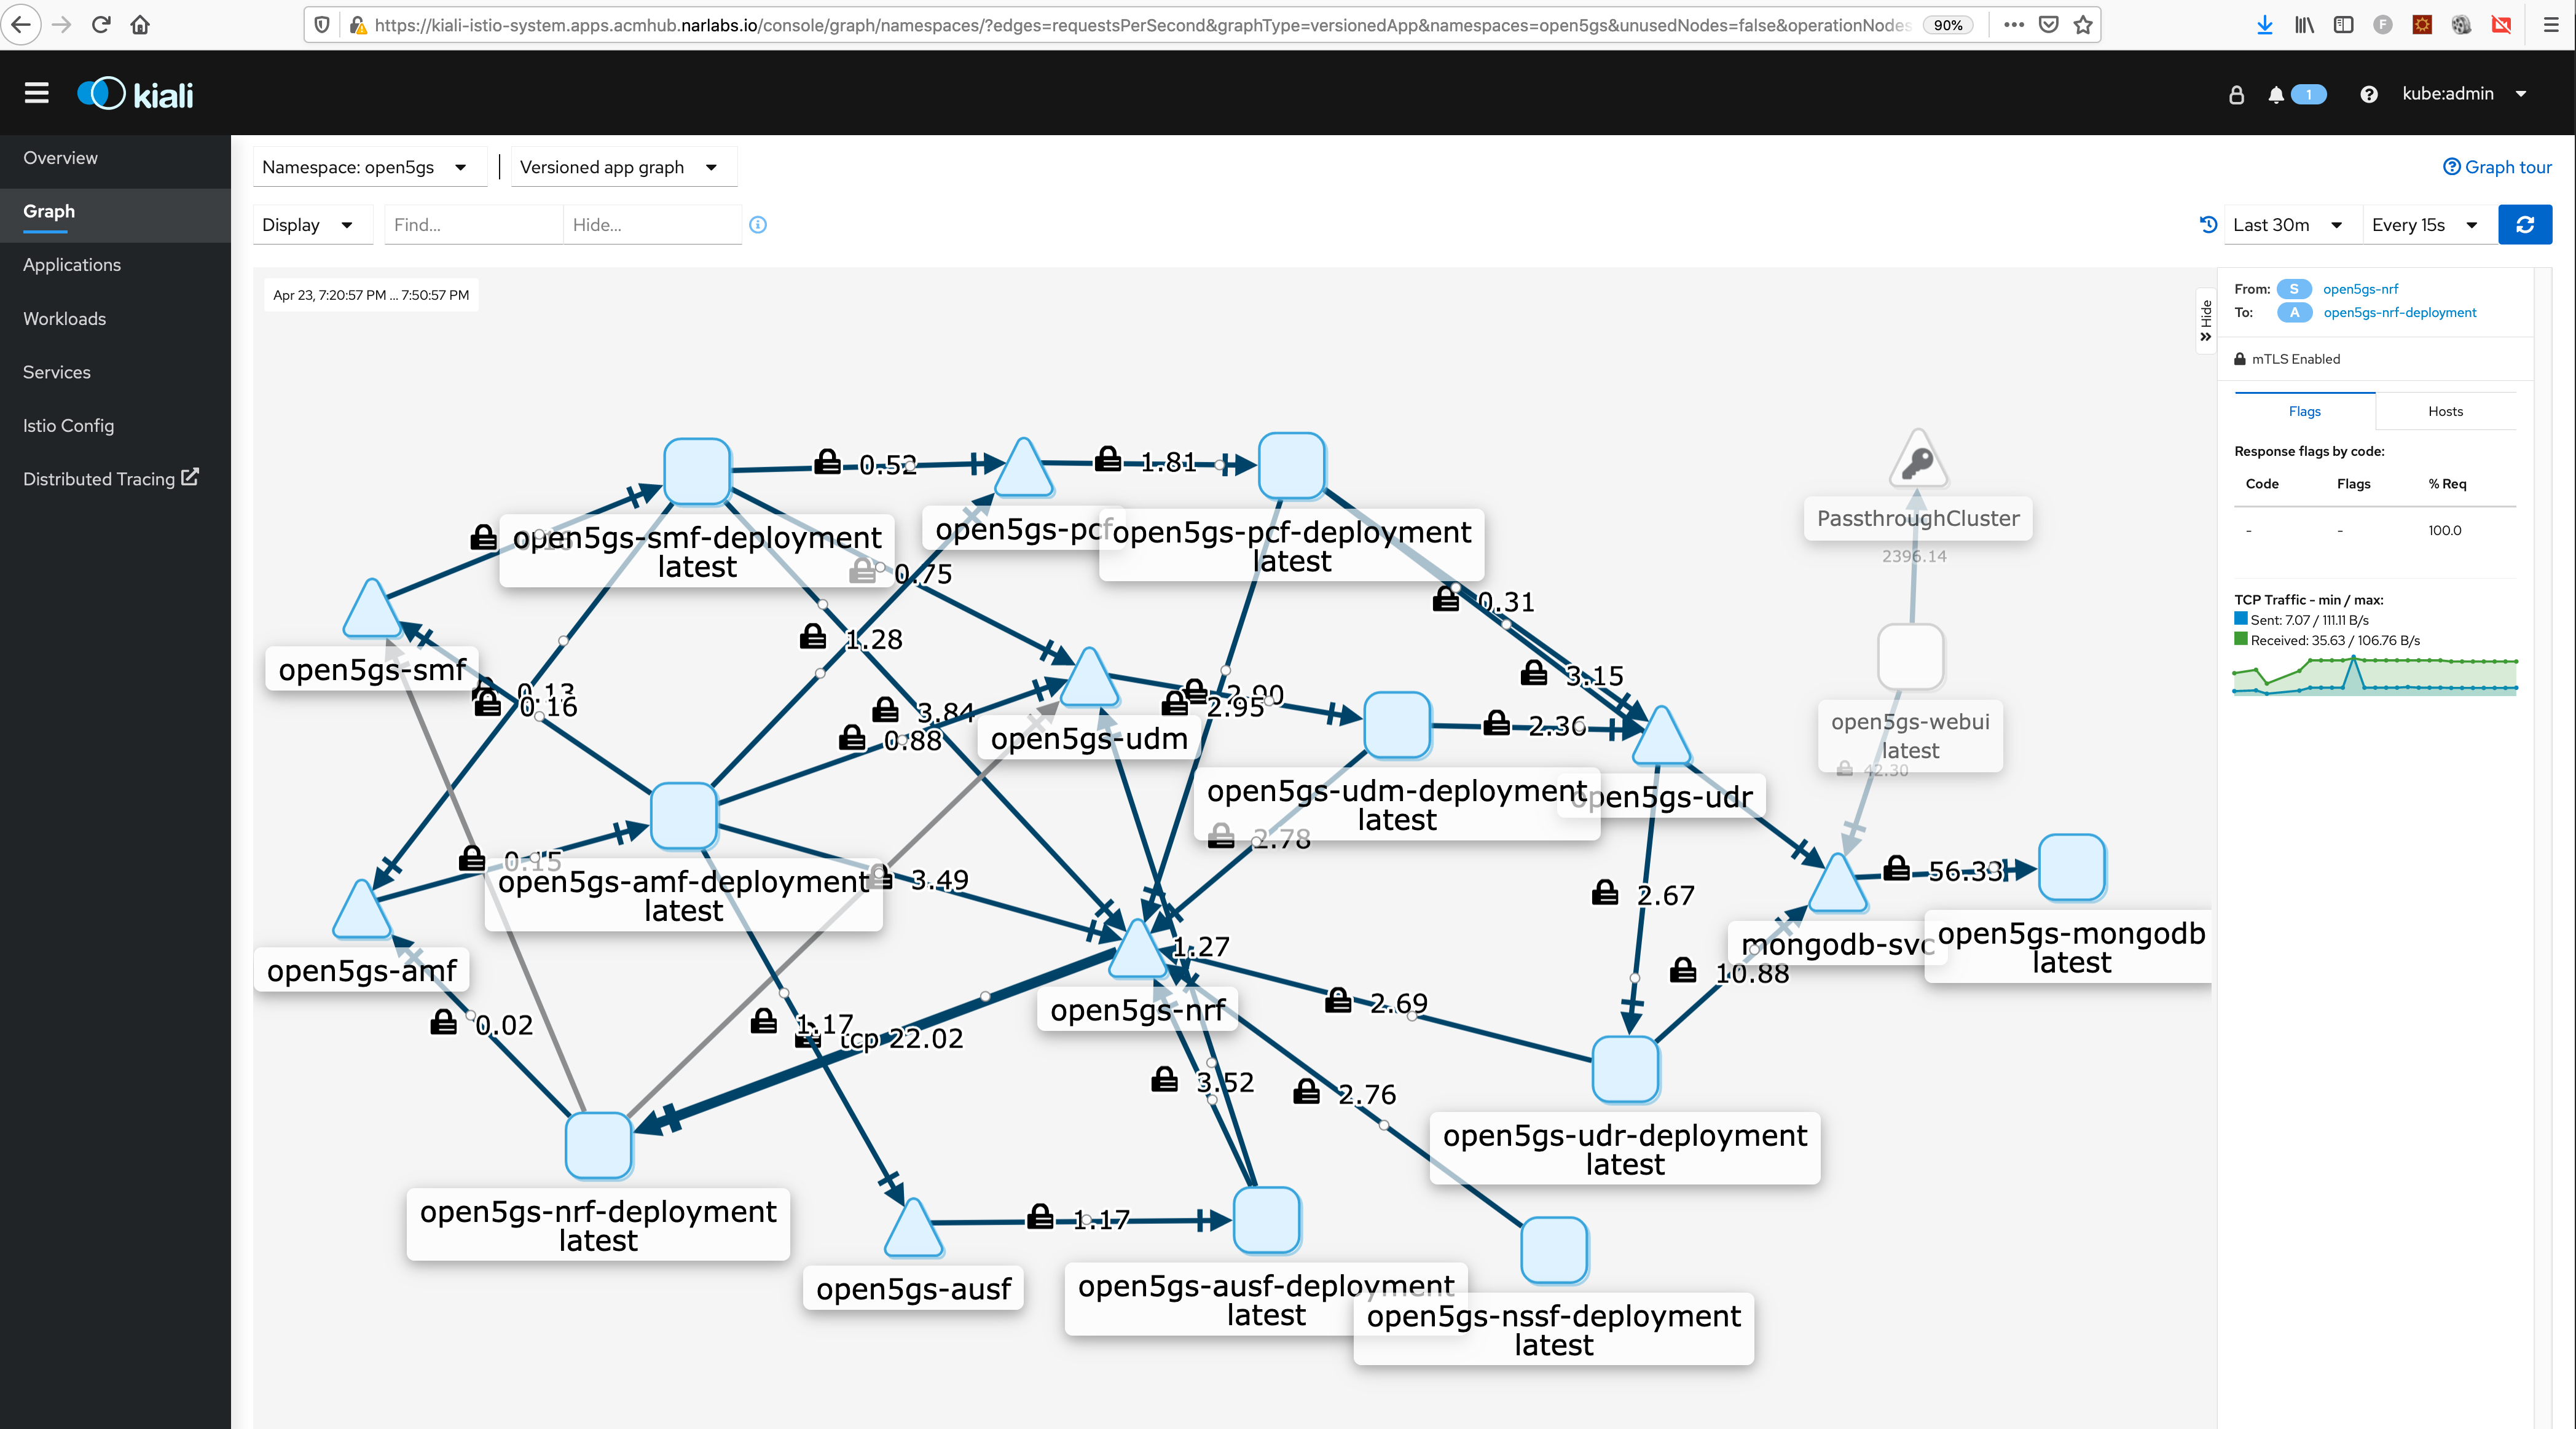 https://kiali-istio-system.apps.acmhub.narlabs.io/console/graph/namespaces/?edges=requestsPerSecond&graphType=versionedApp&namespaces=open5gs&unusedNodes=false&operationNodes
90%
F
kiali
1
kube:admin
Overview
Graph
Applications
Workloads
Services
Istio Config
Distributed Tracing
Namespace: open5gs
Versioned app graph
Graph tour
Display
Find...
Hide...
Last 30m
Every 15s
Apr 23, 7:20:57 PM ... 7:50:57 PM
Hide
From: S open5gs-nrf
To: A open5gs-nrf-deployment
mTLS Enabled
Flags
Hosts
Response flags by code:
Code Flags % Req
- - 100.0
TCP Traffic - min / max:
Sent: 7.07 / 111.11 B/s
Received: 35.63 / 106.76 B/s
0.52
1.81
open5gs-smf-deployment
latest
open5gs-pcf
open5gs-pcf-deployment
latest
PassthroughCluster
2396.14
0.75
0.31
1.28
open5gs-smf
3.15
0.13
0.16
2.90
2.95
3.84
0.88
open5gs-udm
2.36
open5gs-webui
latest
42.30
open5gs-udm-deployment
latest
open5gs-udr
2.78
0.15
open5gs-amf-deployment
latest
3.49
2.67
56.33
mongodb-svc
open5gs-mongodb
latest
1.27
10.88
open5gs-amf
open5gs-nrf
2.69
0.02
1.17
tcp 22.02
3.52
2.76
open5gs-udr-deployment
latest
open5gs-nrf-deployment
latest
1.17
open5gs-ausf
open5gs-ausf-deployment
latest
open5gs-nssf-deployment
latest